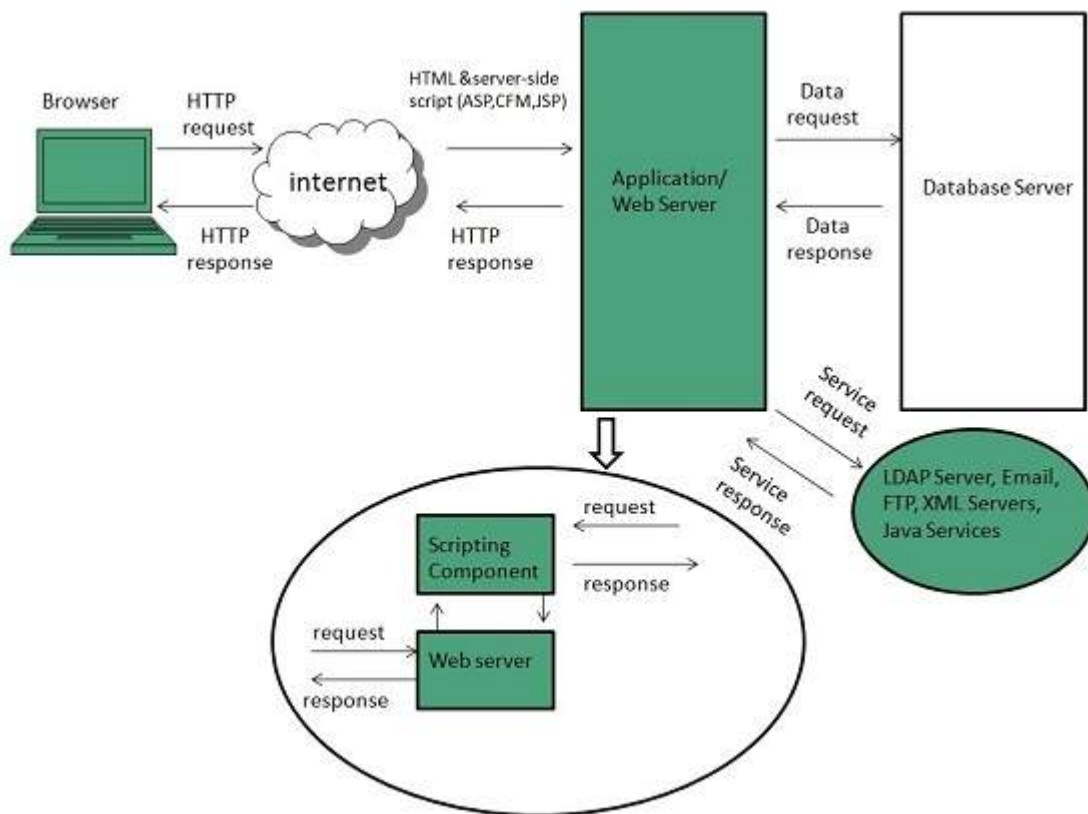 Browser
HTTP
request
internet
HTTP
response
HTML &server-side
script (ASP,CFM,JSP)
HTTP
response
Application/
Web Server
Data
request
Data
response
Database Server
Service
request
Service
response
LDAP Server, Email,
FTP, XML Servers,
Java Services
Scripting
Component
request
response
request
Web server
response